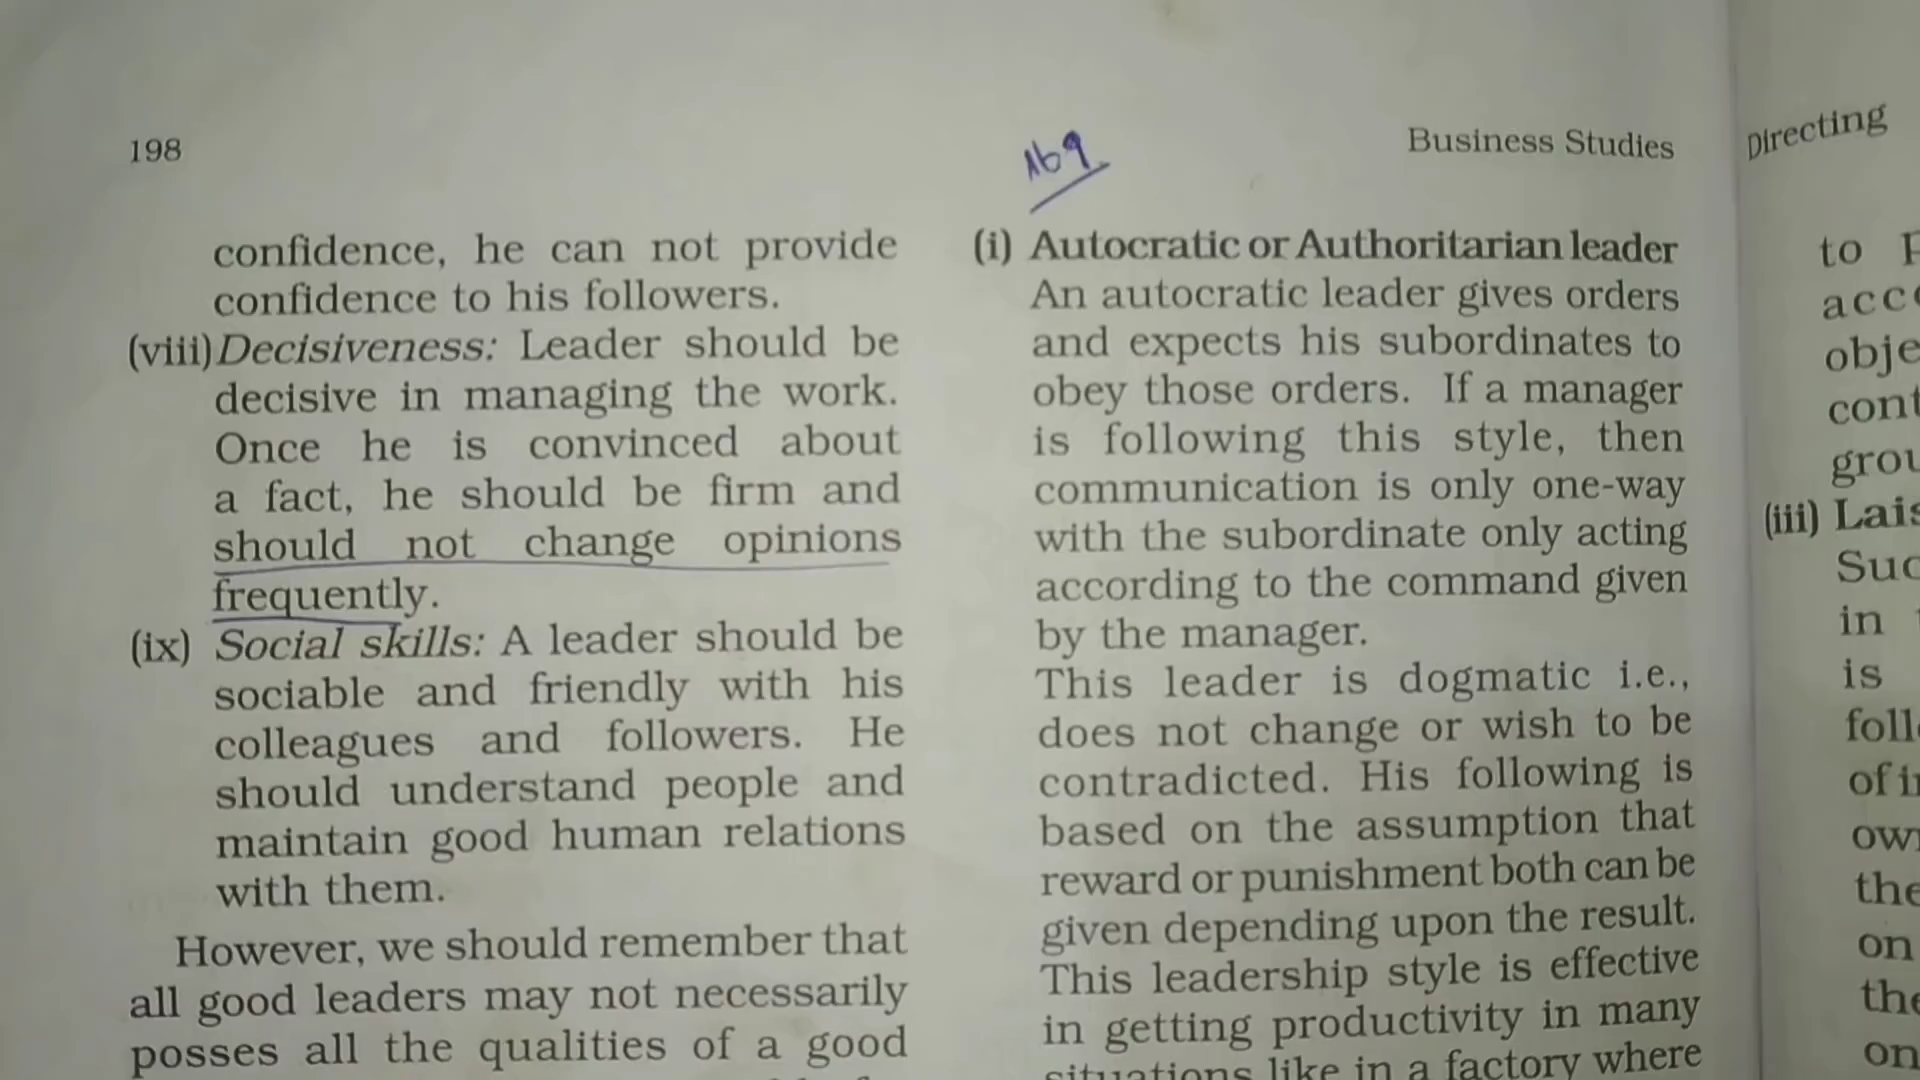 198
Business Studies
confidence, he can not provide
confidence to his followers.
(viii) Decisiveness: Leader should be
decisive in managing the work.
Once he is convinced about
a fact, he should be firm and
should not change opinions
frequently.
(ix) Social skills: A leader should be
sociable and friendly with his
colleagues and followers. He
should understand people and
maintain good human relations
with them.
However, we should remember that
all good leaders may not necessarily
posses all the qualities of a good
(i) Autocratic or Authoritarian leader
An autocratic leader gives orders
and expects his subordinates to
obey those orders. If a manager
is following this style, then
communication is only one-way
with the subordinate only acting
according to the command given
by the manager.
This leader is dogmatic i.e.,
does not change or wish to be
contradicted. His following is
based on the assumption that
reward or punishment both can be
given depending upon the result.
This leadership style is effective
in getting productivity in many
situations like in a factory where
Directing
to
(iii)
in
is
on